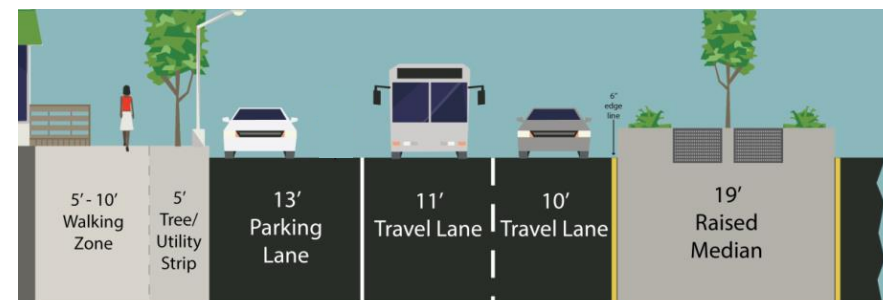 5' - 10'
Walking
Zone
5'
Tree/
Utility
Strip
13'
Parking
Lane
11'
Travel Lane
10'
Travel Lane
6"
edge
line
19'
Raised
Median